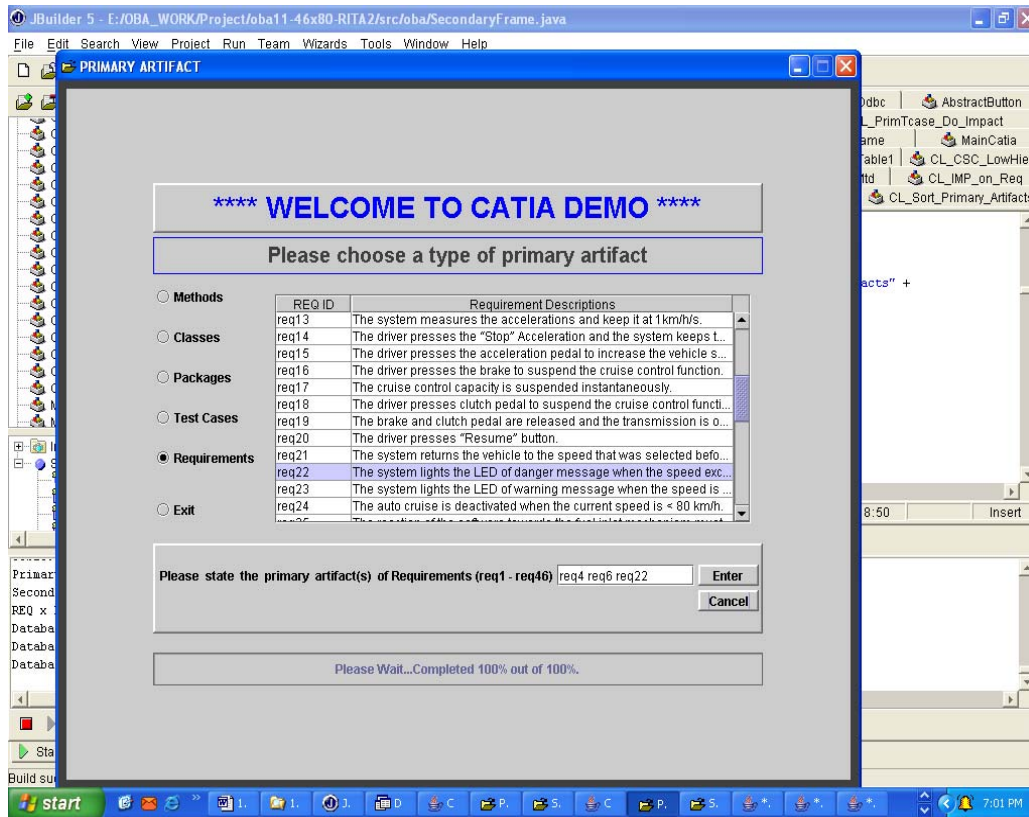 JBuilder 5 - E:/OBA_WORK/Project/oba11-46x80-RITA2/src/oba/SecondaryFrame.java
File Edit Search View Project Run Team Wizards Tools Window Help
PRIMARY ARTIFACT
AbstractButton
L_PrimTcase_Do_Impact
MainCatia
CL_CSC_LowHie
CL_IMP_on_Req
CL_Sort_Primary_Artifact
acts" +
**** WELCOME TO CATIA DEMO ****
Please choose a type of primary artifact
Methods
Classes
Packages
Test Cases
Requirements
Exit
REQ ID Requirement Descriptions
req13 The system measures the accelerations and keep it at 1km/h/s.
req14 The driver presses the "Stop" Acceleration and the system keeps t...
req15 The driver presses the acceleration pedal to increase the vehicle s...
req16 The driver presses the brake to suspend the cruise control function.
req17 The cruise control capacity is suspended instantaneously.
req18 The driver presses clutch pedal to suspend the cruise control functi...
req19 The brake and clutch pedal are released and the transmission is o...
req20 The driver presses "Resume" button.
req21 The system returns the vehicle to the speed that was selected befo...
req22 The system lights the LED of danger message when the speed exc...
req23 The system lights the LED of warning message when the speed is ...
req24 The auto cruise is deactivated when the current speed is < 80 km/h.
8:50 Insert
Please state the primary artifact(s) of Requirements (req1 - req46) req4 req6 req22 Enter
Cancel
Please Wait...Completed 100% out of 100%.
Primar
Second
REQ x
Databa
Databa
Databa
Sta
Build su
start 1. 1. J. D C P. S. C P. S. *. *. *. 7:01 PM